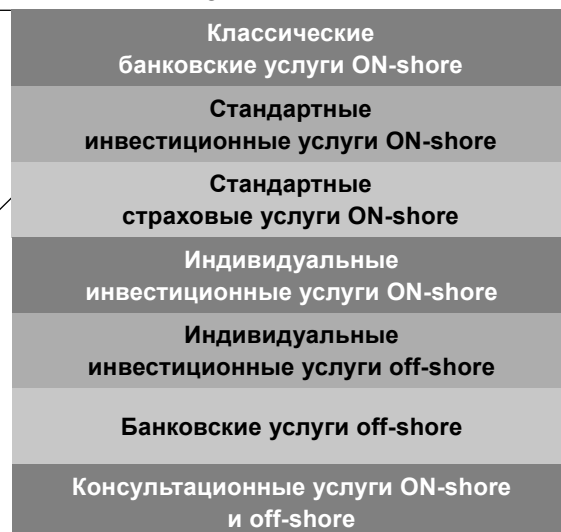 Классические
банковские услуги ON-shore
Стандартные
инвестиционные услуги ON-shore
Стандартные
страховые услуги ON-shore
Индивидуальные
инвестиционные услуги ON-shore
Индивидуальные
инвестиционные услуги off-shore
Банковские услуги off-shore
Консультационные услуги ON-shore
и off-shore